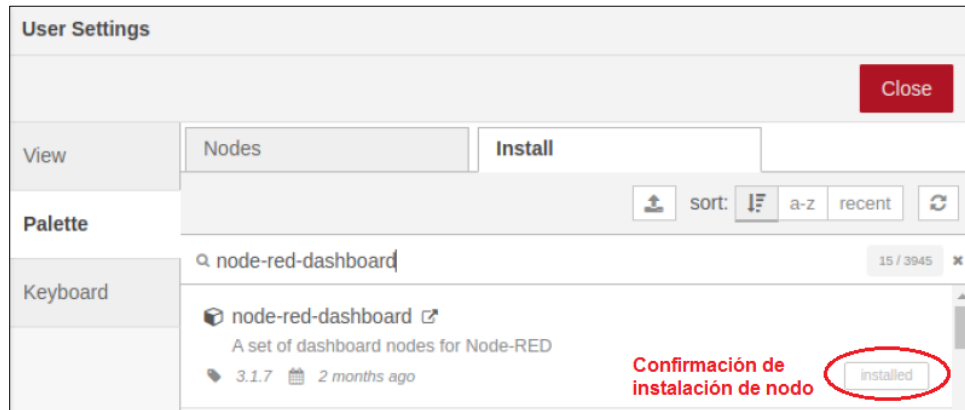 User Settings
Close
View
Nodes
Install
sort:
a-z
recent
Palette
node-red-dashboard
15 / 3945
Keyboard
node-red-dashboard
A set of dashboard nodes for Node-RED
3.1.7
2 months ago
Confirmación de
instalación de nodo
installed